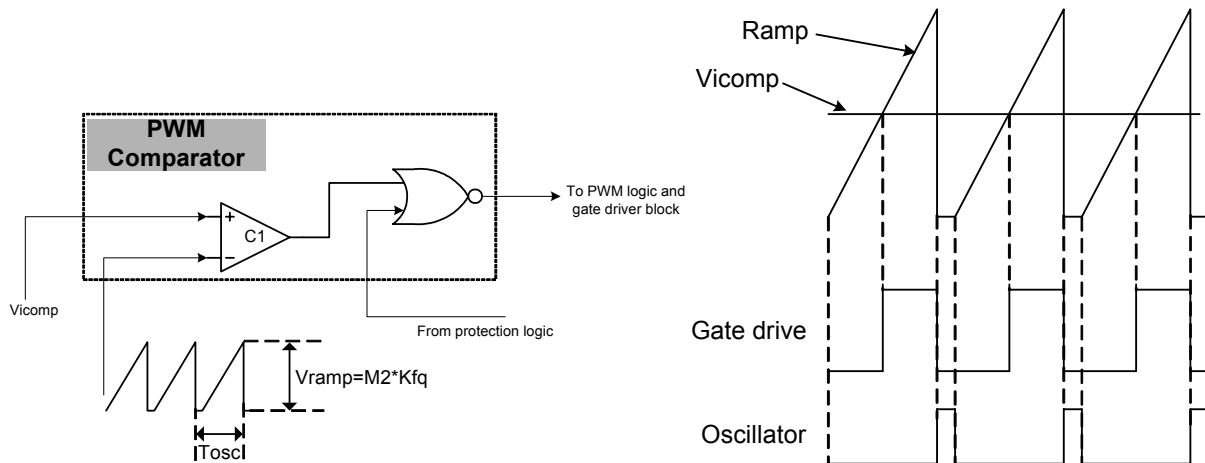 PWM
Comparator
+
C1
−
To PWM logic and
gate driver block
Vicomp
From protection logic
Vramp=M2*Kfq
Tosc
Ramp
Vicomp
Gate drive
Oscillator